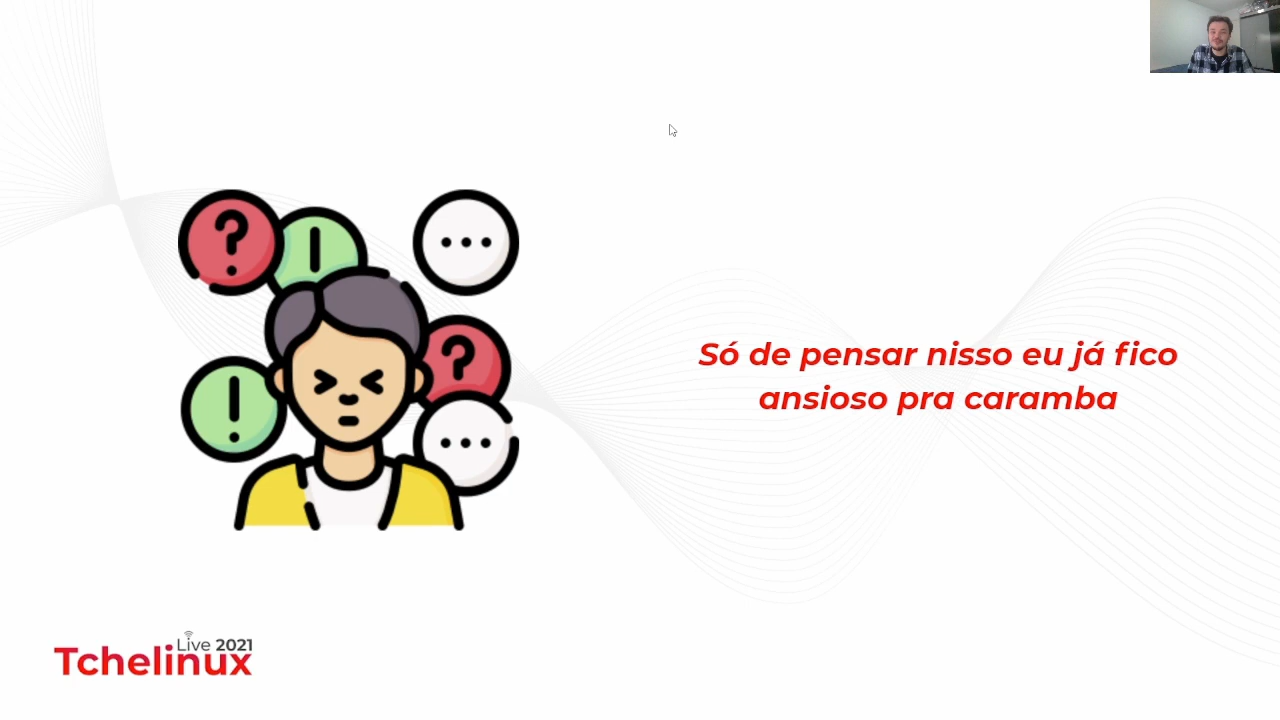 ?
!
...
?
!
...
Só de pensar nisso eu já fico
ansioso pra caramba
Live 2021
Tchelinux